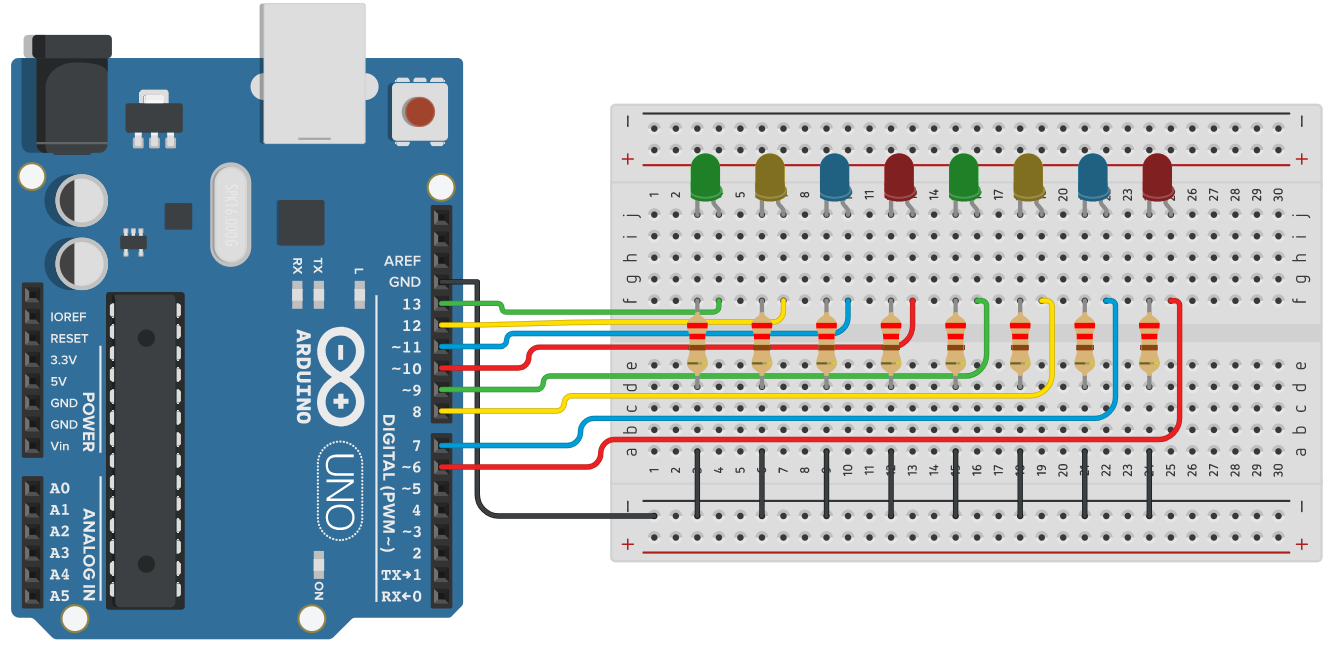 SPK16.000G
RX TX L
AREF
GND
13
12
~11
~10
~9
8
7
~6
~5
4
~3
2
TX→1
RX←0
DIGITAL (PWM~)
IOREF
RESET
3.3V
5V
GND
GND
Vin
POWER
A0
A1
A2
A3
A4
A5
ANALOG IN
ARDUINO
UNO
ON
− −
+ +
1 2 5 8 11 14 17 20 23 26 27 28 29 30
j j
i i
h h
g g
f f
e e
d d
c c
b b
a a
1 2 3 4 5 6 7 8 9 10 11 12 13 14 15 16 17 18 19 20 21 22 23 24 25 26 27 28 29 30
− −
+ +